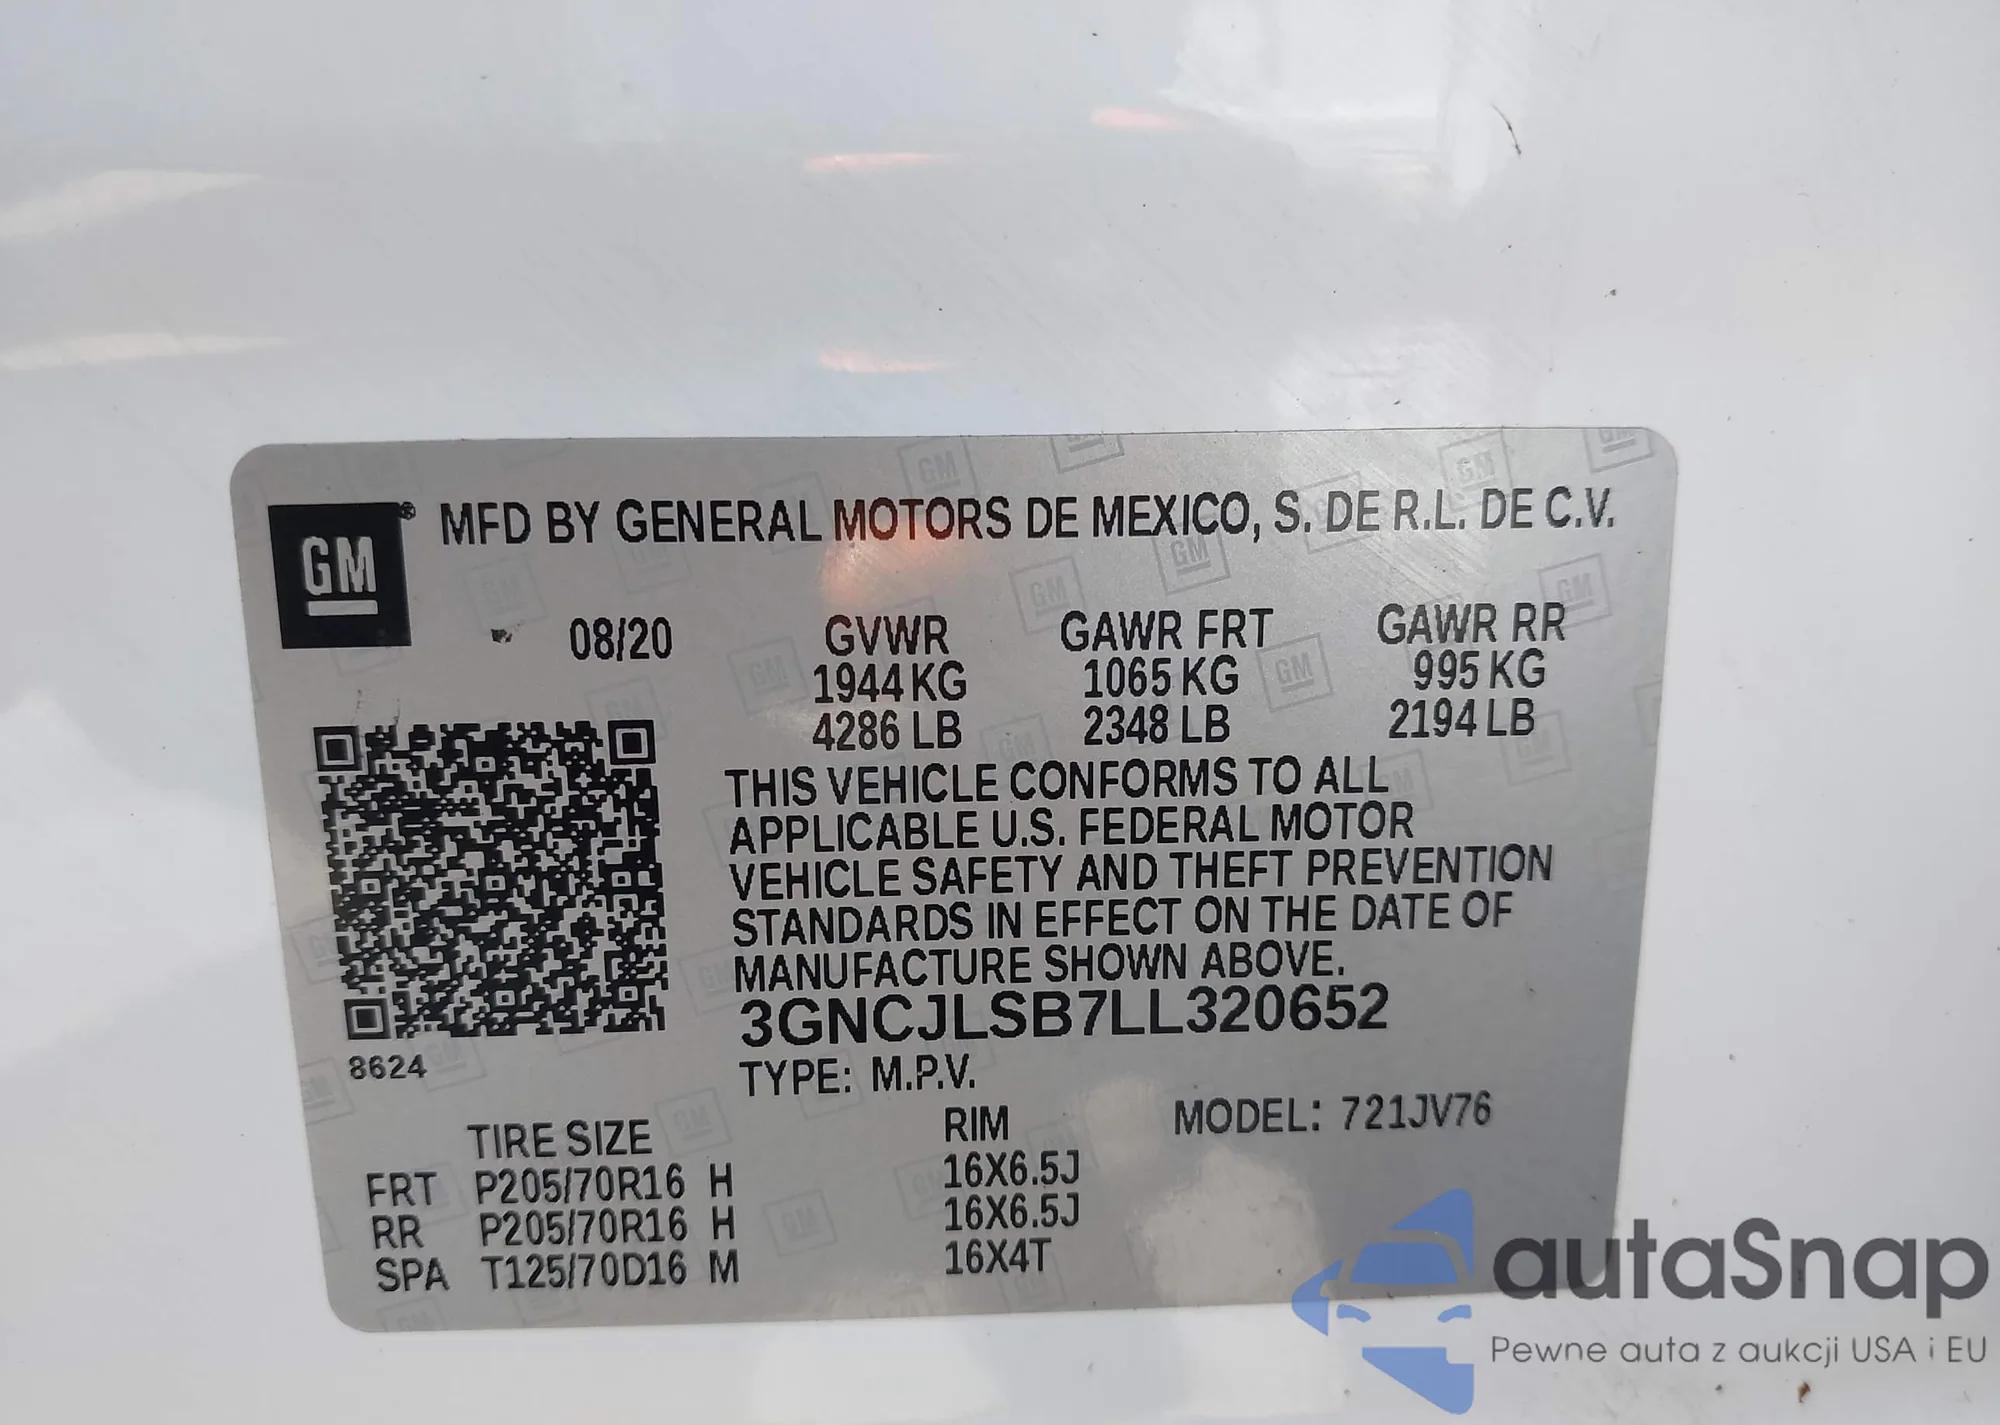 GM® MFD BY GENERAL MOTORS DE MEXICO, S. DE R.L. DE C.V.
08/20 GVWR GAWR FRT GAWR RR
1944 KG 1065 KG 995 KG
4286 LB 2348 LB 2194 LB
THIS VEHICLE CONFORMS TO ALL
APPLICABLE U.S. FEDERAL MOTOR
VEHICLE SAFETY AND THEFT PREVENTION
STANDARDS IN EFFECT ON THE DATE OF
MANUFACTURE SHOWN ABOVE.
3GNCJLSB7LL320652
8624
TYPE: M.P.V.
TIRE SIZE RIM MODEL: 721JV76
FRT P205/70R16 H 16X6.5J
RR P205/70R16 H 16X6.5J
SPA T125/70D16 M 16X4T
autaSnap
Pewne auta z aukcji USA i EU